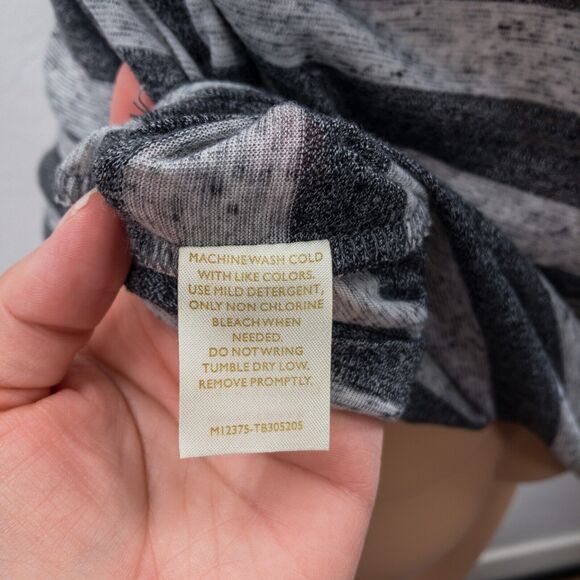 MACHINE WASH COLD
WITH LIKE COLORS.
USE MILD DETERGENT,
ONLY NON CHLORINE
BLEACH WHEN
NEEDED.
DO NOT WRING
TUMBLE DRY LOW,
REMOVE PROMPTLY.
M12375-TB305205